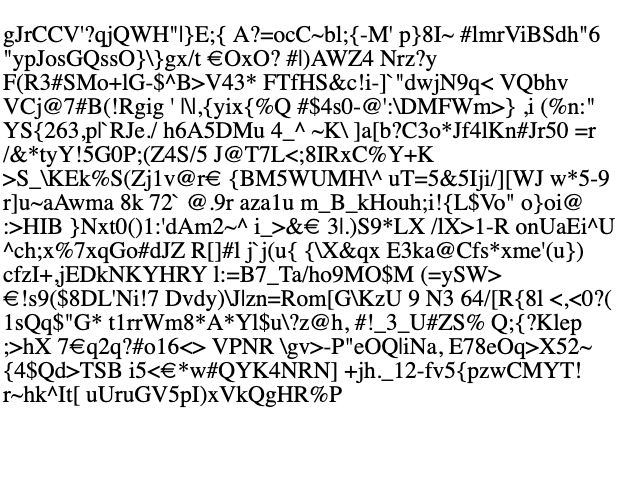 gJrCCV'?qjQWH"|}E;{ A?=ocC~bl;{-M' p}8I~ #lmrViBSdh"6
"ypJosGQssO}\}gx/t €OxO? #|)AWZ4 Nrz?y
F(R3#SMo+lG-$^B>V43* FTfHS&c!i-]`"dwjN9q< VQbhv
VCj@7#B(!Rgig ' |\|,{yix{%Q #$4s0-@':\DMFWm>} ,i (%n:"
YS{263,pl`RJe./ h6A5DMu 4_^ ~K\ ]a[b?C3o*Jf4lKn#Jr50 =r
/&*tyY!5G0P;(Z4S/5 J@T7L<;8IRxC%Y+K
>S_\KEk%S(Zj1v@r€ {BM5WUMH\^ uT=5&5Iji/][WJ w*5-9
r]u~aAwma 8k 72` @.9r aza1u m_B_kHouh;i!{L$Vo" o}oi@
:>HIB }Nxt0()1:'dAm2~^ i_>&€ 3l.)S9*LX /lX>1-R onUaEi^U
^ch;x%7xqGo#dJZ R[]#l j`j(u{ {\X&qx E3ka@Cfs*xme'(u})
cfzI+,jEDkNKYHRY l:=B7_Ta/ho9MO$M (=ySW>
€!s9($8DL'Ni!7 Dvdy)\J|zn=Rom[G\KzU 9 N3 64/[R{8l <,<0?(
1sQq$"G* t1rrWm8*A*Yl$u\?z@h, #!_3_U#ZS% Q;{?Klep
;>hX 7€q2q?#o16<> VPNR \gv>-P"eOQ|iNa, E78eOq>X52~
{4$Qd>TSB i5<€*w#QYK4NRN] +jh._12-fv5{pzwCMYT!
r~hk^It[ uUruGV5pI)xVkQgHR%P